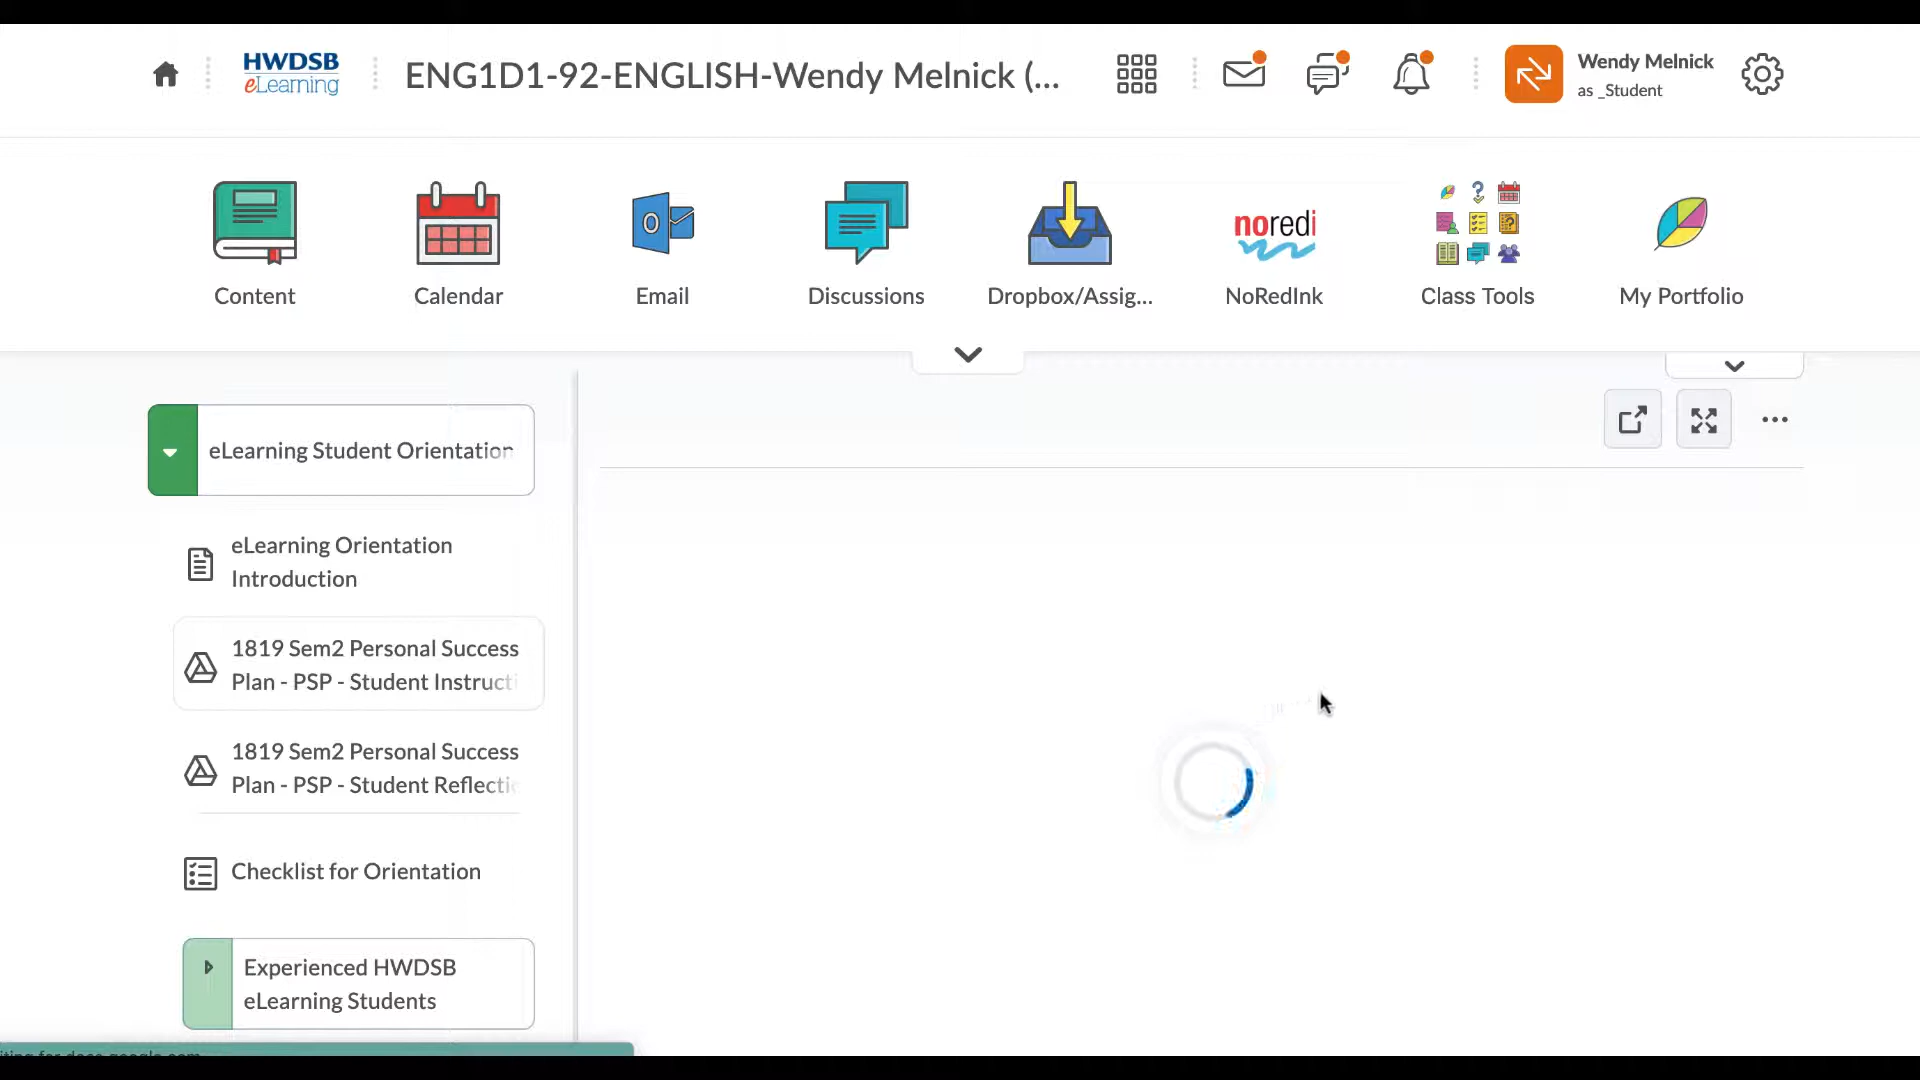 HWDSB
eLearning
ENG1D1-92-ENGLISH-Wendy Melnick (...
Wendy Melnick
as _Student
Content
Calendar
Email
Discussions
Dropbox/Assig...
noredi
NoRedInk
Class Tools
My Portfolio
eLearning Student Orientation
eLearning Orientation
Introduction
1819 Sem2 Personal Success
Plan - PSP - Student Instructi
1819 Sem2 Personal Success
Plan - PSP - Student Reflectic
Checklist for Orientation
Experienced HWDSB
eLearning Students